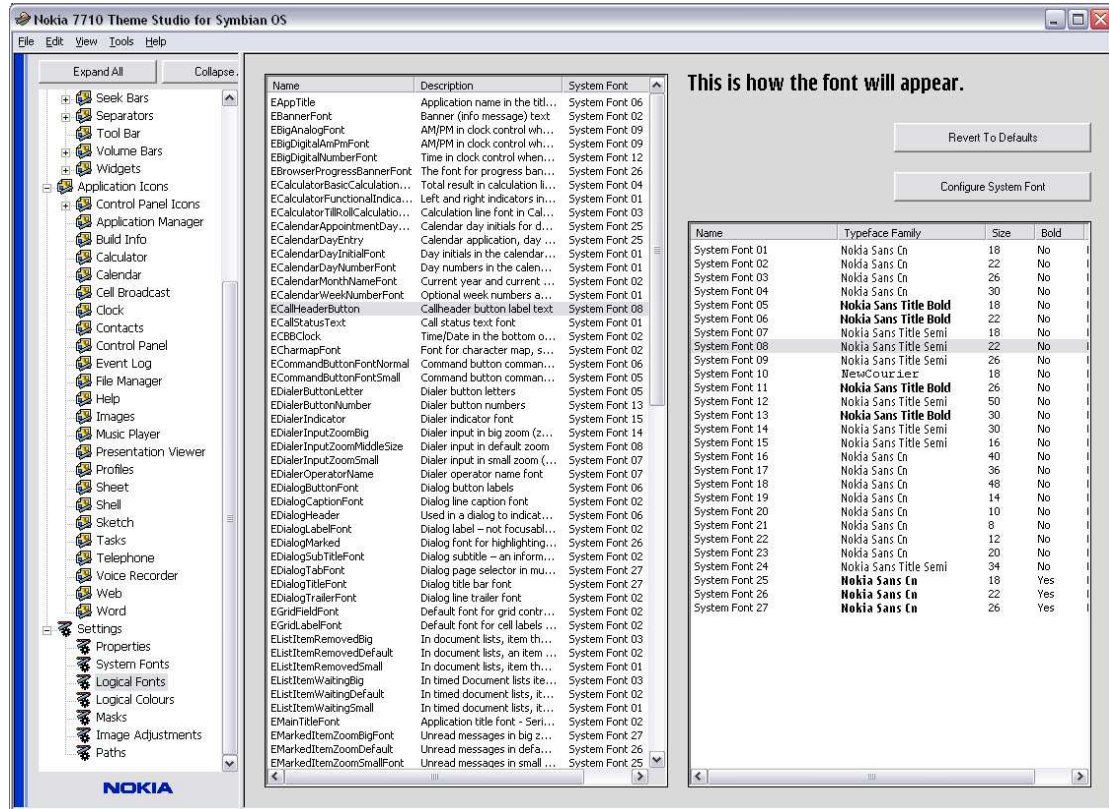 Nokia 7710 Theme Studio for Symbian OS
File Edit View Tools Help
Expand All Collapse.
Seek Bars
Separators
Tool Bar
Volume Bars
Widgets
Application Icons
Control Panel Icons
Application Manager
Build Info
Calculator
Calendar
Cell Broadcast
Clock
Contacts
Control Panel
Event Log
File Manager
Help
Images
Music Player
Presentation Viewer
Profiles
Sheet
Shell
Sketch
Tasks
Telephone
Voice Recorder
Web
Word
Settings
Properties
System Fonts
Logical Fonts
Logical Colours
Masks
Image Adjustments
Paths
NOKIA
Name Description System Font
EAppTitle Application name in the titl... System Font 06
EBannerFont Banner (info message) text System Font 02
EBigAnalogFont AM/PM in clock control wh... System Font 09
EBigDigitalAmPmFont AM/PM in clock control wh... System Font 09
EBigDigitalNumberFont Time in clock control when... System Font 12
EBrowserProgressBannerFont The font for progress ban... System Font 26
ECalculatorBasicCalculation... Total result in calculation li... System Font 04
ECalculatorFunctionalIndica... Left and right indicators in... System Font 01
ECalculatorTillRollCalculatio... Calculation line font in Cal... System Font 03
ECalendarAppointmentDay... Calendar day initials for d... System Font 25
ECalendarDayEntry Calendar application, day ... System Font 25
ECalendarDayInitialFont Day initials in the calendar... System Font 01
ECalendarDayNumberFont Day numbers in the calen... System Font 01
ECalendarMonthNameFont Current year and current ... System Font 02
ECalendarWeekNumberFont Optional week numbers a... System Font 01
ECallHeaderButton Callheader button label text System Font 08
ECallStatusText Call status text font System Font 01
ECBBClock Time/Date in the bottom o... System Font 02
ECharmapFont Font for character map, s... System Font 02
ECommandButtonFontNormal Command button comman... System Font 06
ECommandButtonFontSmall Command button comman... System Font 05
EDialerButtonLetter Dialer button letters System Font 05
EDialerButtonNumber Dialer button numbers System Font 13
EDialerIndicator Dialer indicator font System Font 15
EDialerInputZoomBig Dialer input in big zoom (z... System Font 14
EDialerInputZoomMiddleSize Dialer input in default zoom System Font 08
EDialerInputZoomSmall Dialer input in small zoom (... System Font 07
EDialerOperatorName Dialer operator name font System Font 07
EDialogButtonFont Dialog button labels System Font 06
EDialogCaptionFont Dialog line caption font System Font 02
EDialogHeader Used in a dialog to indicat... System Font 06
EDialogLabelFont Dialog label – not focusabl... System Font 02
EDialogMarked Dialog font for highlighting... System Font 26
EDialogSubTitleFont Dialog subtitle – an inform... System Font 02
EDialogTabFont Dialog page selector in mu... System Font 27
EDialogTitleFont Dialog title bar font System Font 27
EDialogTrailerFont Dialog line trailer font System Font 02
EGridFieldFont Default font for grid contr... System Font 02
EGridLabelFont Default font for cell labels ... System Font 02
EListItemRemovedBig In document lists, item th... System Font 03
EListItemRemovedDefault In document lists, an item ... System Font 02
EListItemRemovedSmall In document lists, item th... System Font 01
EListItemWaitingBig In timed Document lists ite... System Font 03
EListItemWaitingDefault In timed document lists, it... System Font 02
EListItemWaitingSmall In timed document lists, it... System Font 01
EMainTitleFont Application title font - Seri... System Font 02
EMarkedItemZoomBigFont Unread messages in big z... System Font 27
EMarkedItemZoomDefault Unread messages in defa... System Font 26
EMarkedItemZoomSmallFont Unread messages in small ... System Font 25
This is how the font will appear.
Revert To Defaults
Configure System Font
Name Typeface Family Size Bold
System Font 01 Nokia Sans Cn 18 No
System Font 02 Nokia Sans Cn 22 No
System Font 03 Nokia Sans Cn 26 No
System Font 04 Nokia Sans Cn 30 No
System Font 05 Nokia Sans Title Bold 18 No
System Font 06 Nokia Sans Title Bold 22 No
System Font 07 Nokia Sans Title Semi 18 No
System Font 08 Nokia Sans Title Semi 22 No
System Font 09 Nokia Sans Title Semi 26 No
System Font 10 NewCourier 18 No
System Font 11 Nokia Sans Title Bold 26 No
System Font 12 Nokia Sans Title Semi 50 No
System Font 13 Nokia Sans Title Bold 30 No
System Font 14 Nokia Sans Title Semi 30 No
System Font 15 Nokia Sans Title Semi 16 No
System Font 16 Nokia Sans Cn 40 No
System Font 17 Nokia Sans Cn 36 No
System Font 18 Nokia Sans Cn 48 No
System Font 19 Nokia Sans Cn 14 No
System Font 20 Nokia Sans Cn 10 No
System Font 21 Nokia Sans Cn 8 No
System Font 22 Nokia Sans Cn 12 No
System Font 23 Nokia Sans Cn 20 No
System Font 24 Nokia Sans Title Semi 34 No
System Font 25 Nokia Sans Cn 18 Yes
System Font 26 Nokia Sans Cn 22 Yes
System Font 27 Nokia Sans Cn 26 Yes